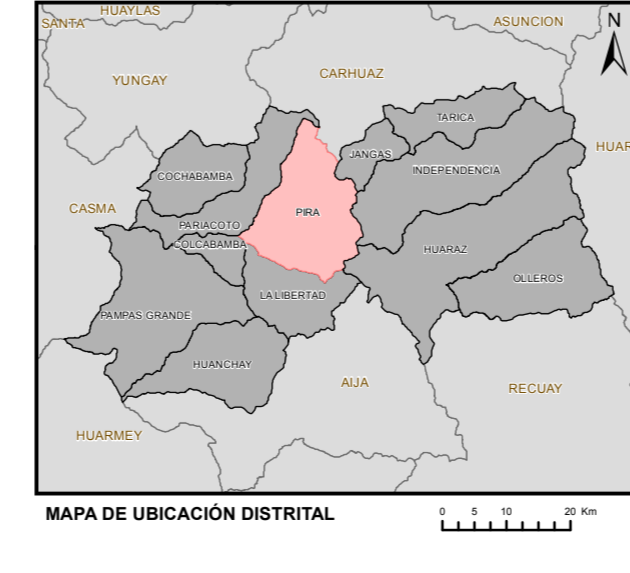 HUAYLAS
SANTA
ASUNCION
N
YUNGAY
CARHUAZ
TARICA
JANGAS
HUAR
COCHABAMBA
INDEPENDENCIA
CASMA
PIRA
PARIACOTO
COLCABAMBA
HUARAZ
OLLEROS
LA LIBERTAD
PAMPAS GRANDE
HUANCHAY
AIJA
RECUAY
HUARMEY
MAPA DE UBICACIÓN DISTRITAL
0 5 10 20 Km